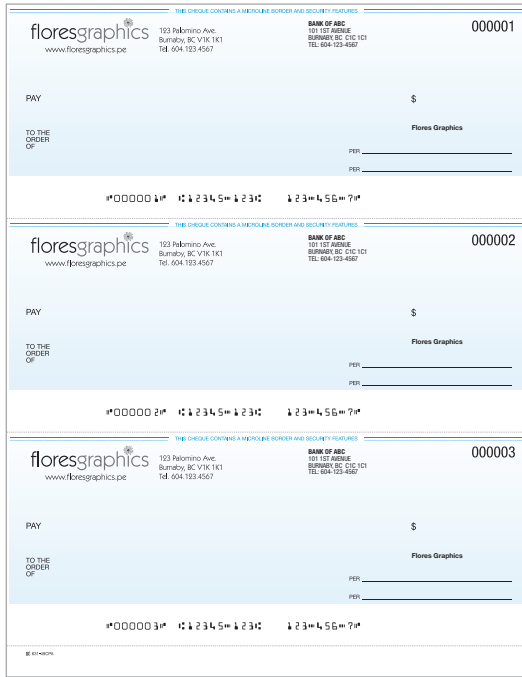 THIS CHEQUE CONTAINS A MICROLINE BORDER AND SECURITY FEATURES
floresgraphics
www.floresgraphics.pe
123 Palomino Ave.
Burnaby, BC V1K 1K1
Tel. 604.123.4567
BANK OF ABC
101 1ST AVENUE
BURNABY, BC C1C 1C1
TEL: 604-123-4567
000001
PAY
$
TO THE
ORDER
OF
Flores Graphics
PER
PER
⑈000001⑈ ⑆12345⑉123⑆ 123⑉456⑉7⑈
THIS CHEQUE CONTAINS A MICROLINE BORDER AND SECURITY FEATURES
floresgraphics
www.floresgraphics.pe
123 Palomino Ave.
Burnaby, BC V1K 1K1
Tel. 604.123.4567
BANK OF ABC
101 1ST AVENUE
BURNABY, BC C1C 1C1
TEL: 604-123-4567
000002
PAY
$
TO THE
ORDER
OF
Flores Graphics
PER
PER
⑈000002⑈ ⑆12345⑉123⑆ 123⑉456⑉7⑈
THIS CHEQUE CONTAINS A MICROLINE BORDER AND SECURITY FEATURES
floresgraphics
www.floresgraphics.pe
123 Palomino Ave.
Burnaby, BC V1K 1K1
Tel. 604.123.4567
BANK OF ABC
101 1ST AVENUE
BURNABY, BC C1C 1C1
TEL: 604-123-4567
000003
PAY
$
TO THE
ORDER
OF
Flores Graphics
PER
PER
⑈000003⑈ ⑆12345⑉123⑆ 123⑉456⑉7⑈